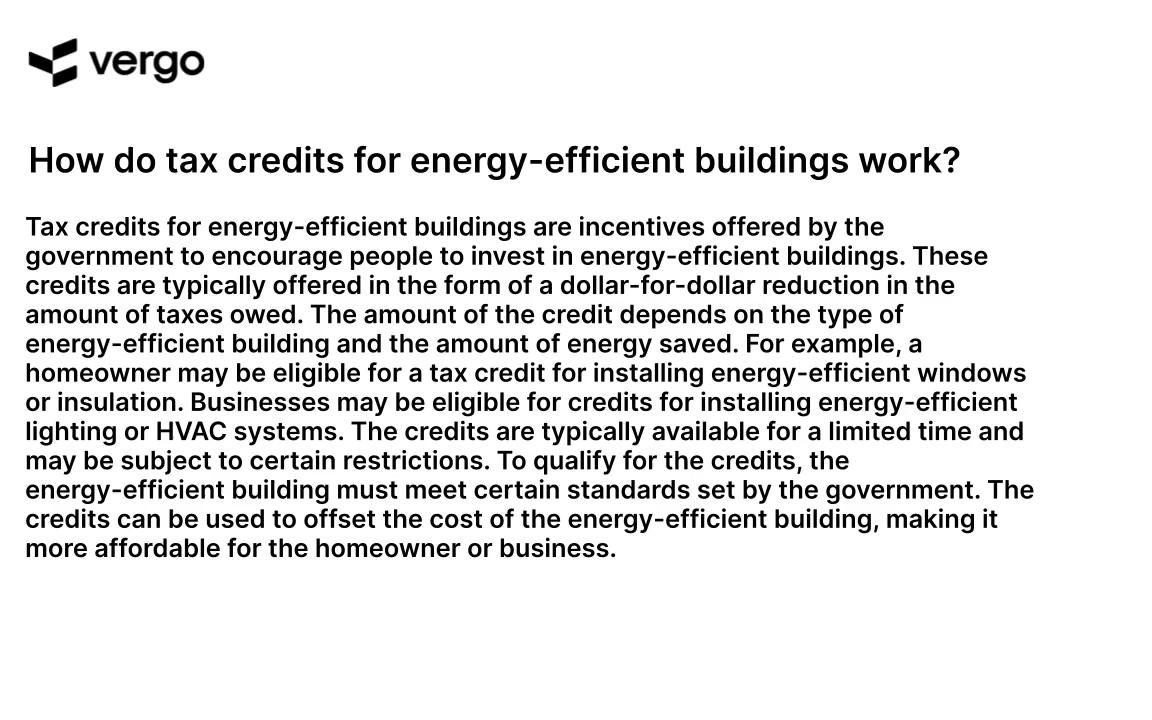 vergo
How do tax credits for energy-efficient buildings work?
Tax credits for energy-efficient buildings are incentives offered by the
government to encourage people to invest in energy-efficient buildings. These
credits are typically offered in the form of a dollar-for-dollar reduction in the
amount of taxes owed. The amount of the credit depends on the type of
energy-efficient building and the amount of energy saved. For example, a
homeowner may be eligible for a tax credit for installing energy-efficient windows
or insulation. Businesses may be eligible for credits for installing energy-efficient
lighting or HVAC systems. The credits are typically available for a limited time and
may be subject to certain restrictions. To qualify for the credits, the
energy-efficient building must meet certain standards set by the government. The
credits can be used to offset the cost of the energy-efficient building, making it
more affordable for the homeowner or business.